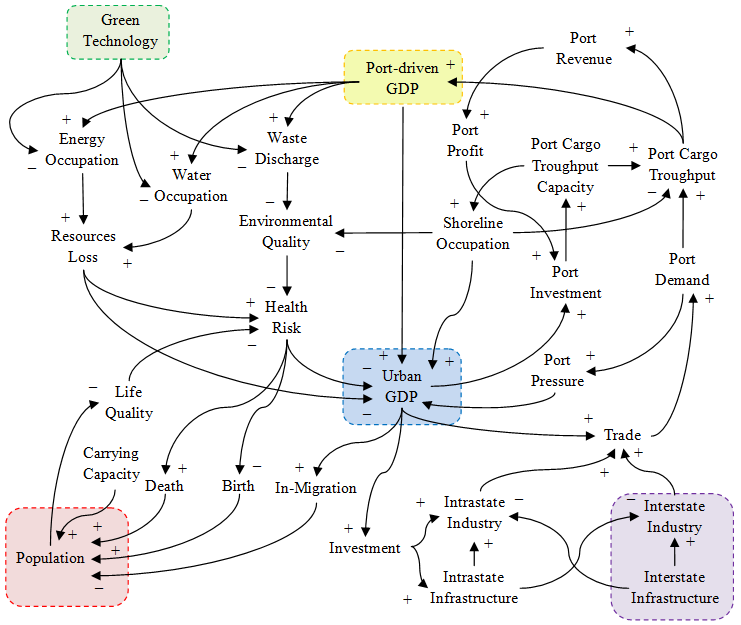 Green
Technology
Port-driven
GDP
+
Port
Revenue
+
+
Energy
Occupation
−
+
Water
Occupation
−
+
Waste
Discharge
−
+
Port
Profit
Port Cargo
Troughput
Capacity
+
+
Port Cargo
Troughput
−
+
+
Resources
Loss
+
−
Environmental
Quality
−
+
Shoreline
Occupation
+
Port
Investment
+
Port
Demand
+
−
+
Health
Risk
−
−
Life
Quality
+
+
−
Urban
GDP
−
Port
Pressure
+
+
Trade
+
+
Carrying
Capacity
Death
+
Birth
−
+
In-Migration
+
Investment
+
+
Intrastate
Industry
−
+
Intrastate
Infrastructure
−
Interstate
Industry
+
Interstate
Infrastructure
Population
+
+
+
−